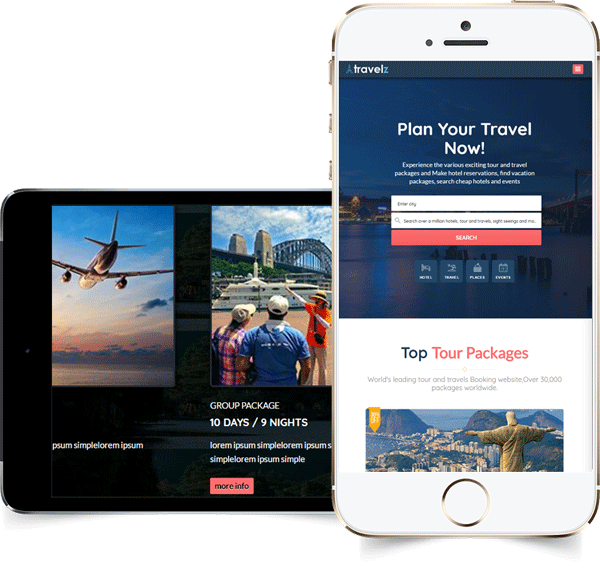 travelz
Plan Your Travel
Now!
Experience the various exciting tour and travel
packages and Make hotel reservations, find vacation
packages, search cheap hotels and events
Enter city
Search over a million hotels, tour and travels, sight seeings and mo..
SEARCH
HOTEL
TRAVEL
PLACES
EVENTS
Top Tour Packages
World's leading tour and travels Booking website,Over 30,000
packages worldwide.
OFF
GROUP PACKAGE
10 DAYS / 9 NIGHTS
psum simplelorem ipsum
lorem ipsum simplelorem ipsum s
simplelorem ipsum simple
more info